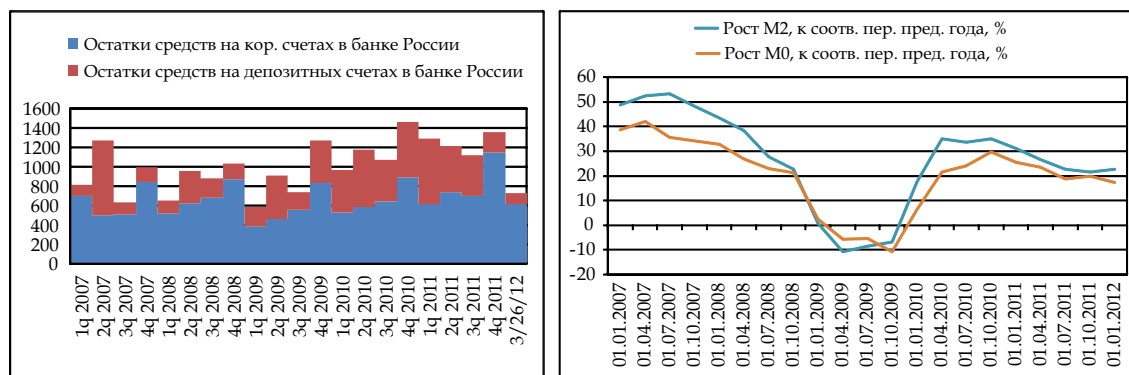 Остатки средств на кор. счетах в банке России
Остатки средств на депозитных счетах в банке России
1600
1400
1200
1000
800
600
400
200
0
1q 2007
2q 2007
3q 2007
4q 2007
1q 2008
2q 2008
3q 2008
4q 2008
1q 2009
2q 2009
3q 2009
4q 2009
1q 2010
2q 2010
3q 2010
4q 2010
1q 2011
2q 2011
3q 2011
4q 2011
3/26/12
Рост М2, к соотв. пер. пред. года, %
Рост М0, к соотв. пер. пред. года, %
60
50
40
30
20
10
0
-10
-20
01.01.2007
01.04.2007
01.07.2007
01.10.2007
01.01.2008
01.04.2008
01.07.2008
01.10.2008
01.01.2009
01.04.2009
01.07.2009
01.10.2009
01.01.2010
01.04.2010
01.07.2010
01.10.2010
01.01.2011
01.04.2011
01.07.2011
01.10.2011
01.01.2012